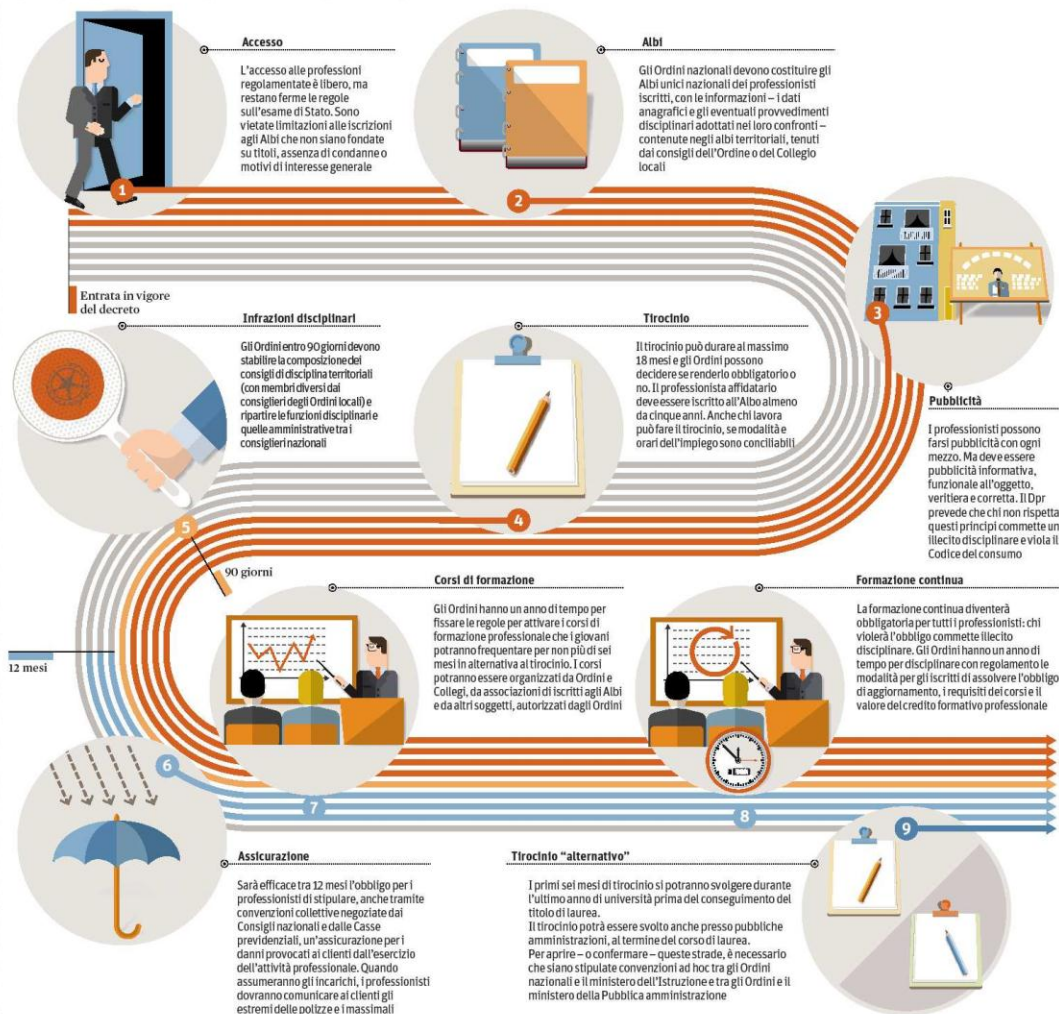 Accesso
L'accesso alle professioni
regolamentate è libero, ma
restano ferme le regole
sull'esame di Stato. Sono
vietate limitazioni alle iscrizioni
agli Albi che non siano fondate
su titoli, assenza di condanne o
motivi di interesse generale
1
Albi
Gli Ordini nazionali devono costituire gli
Albi unici nazionali dei professionisti
iscritti, con le informazioni – i dati
anagrafici e gli eventuali provvedimenti
disciplinari adottati nei loro confronti –
contenute negli albi territoriali, tenuti
dai consigli dell'Ordine o del Collegio
locali
2
3
Pubblicità
I professionisti possono
farsi pubblicità con ogni
mezzo. Ma deve essere
pubblicità informativa,
funzionale all'oggetto,
veritiera e corretta. Il Dpr
prevede che chi non rispetta
questi principi commette un
illecito disciplinare e viola il
Codice del consumo
Entrata in vigore
del decreto
Infrazioni disciplinari
Gli Ordini entro 90 giorni devono
stabilire la composizione dei
consigli di disciplina territoriali
(con membri diversi dai
consiglieri degli Ordini locali) e
ripartire le funzioni disciplinari e
quelle amministrative tra i
consiglieri nazionali
Tirocinio
Il tirocinio può durare al massimo
18 mesi e gli Ordini possono
decidere se renderlo obbligatorio o
no. Il professionista affidatario
deve essere iscritto all'Albo almeno
da cinque anni. Anche chi lavora
può fare il tirocinio, se modalità e
orari dell'impiego sono conciliabili
4
5
90 giorni
12 mesi
Corsi di formazione
Gli Ordini hanno un anno di tempo per
fissare le regole per attivare i corsi di
formazione professionale che i giovani
potranno frequentare per non più di sei
mesi in alternativa al tirocinio. I corsi
potranno essere organizzati da Ordini e
Collegi, da associazioni di iscritti agli Albi
e da altri soggetti, autorizzati dagli Ordini
Formazione continua
La formazione continua diventerà
obbligatoria per tutti i professionisti: chi
violerà l'obbligo commette illecito
disciplinare. Gli Ordini hanno un anno di
tempo per disciplinare con regolamento le
modalità per gli iscritti di assolvere l'obbligo
di aggiornamento, i requisiti dei corsi e il
valore del credito formativo professionale
6
7
8
9
Assicurazione
Sarà efficace tra 12 mesi l'obbligo per i
professionisti di stipulare, anche tramite
convenzioni collettive negoziate dai
Consigli nazionali e dalle Casse
previdenziali, un'assicurazione per i
danni provocati ai clienti dall'esercizio
dell'attività professionale. Quando
assumeranno gli incarichi, i professionisti
dovranno comunicare ai clienti gli
estremi delle polizze e i massimali
Tirocinio "alternativo"
I primi sei mesi di tirocinio si potranno svolgere durante
l'ultimo anno di università prima del conseguimento del
titolo di laurea.
Il tirocinio potrà essere svolto anche presso pubbliche
amministrazioni, al termine del corso di laurea.
Per aprire – o confermare – queste strade, è necessario
che siano stipulate convenzioni ad hoc tra gli Ordini
nazionali e il ministero dell'Istruzione e tra gli Ordini e il
ministero della Pubblica amministrazione